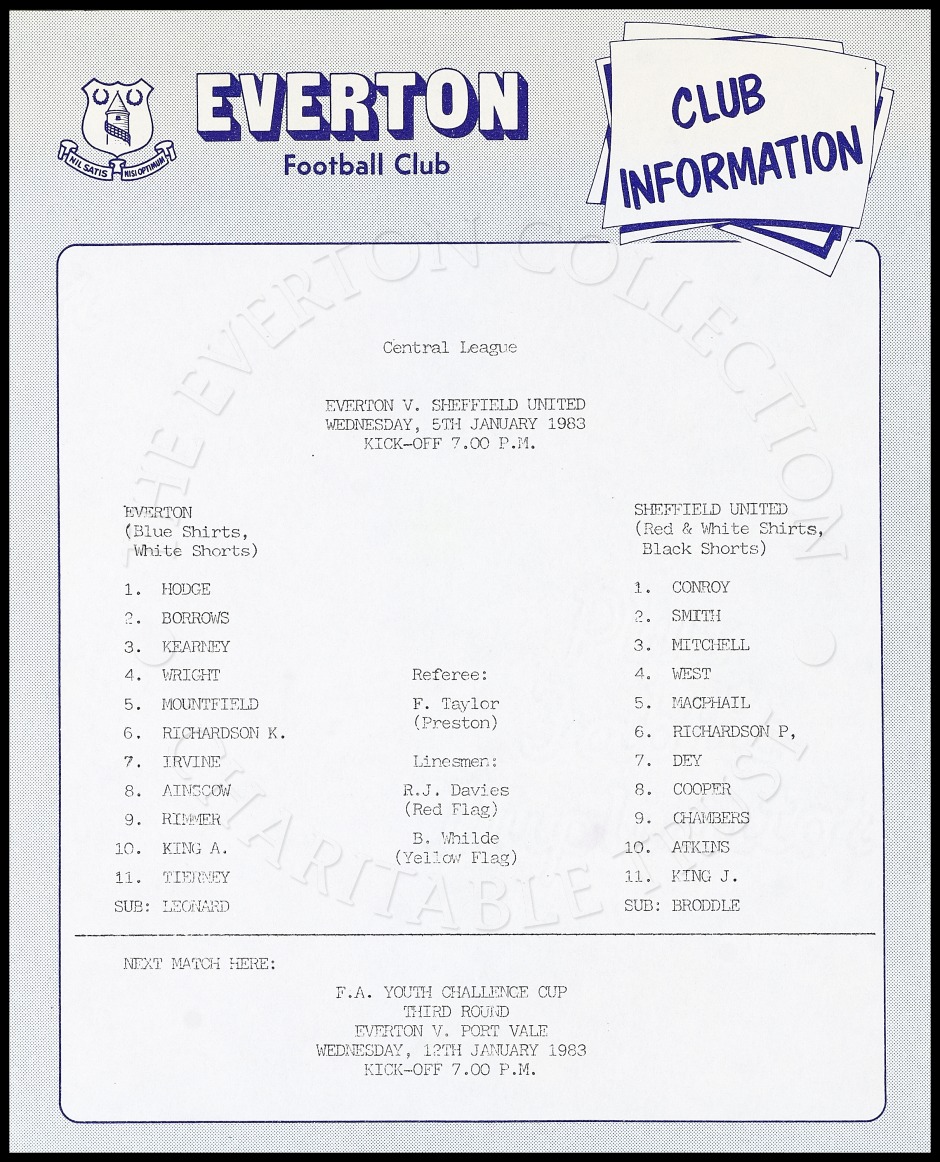 EVERTON
Football Club
NIL SATIS NISI OPTIMUM
CLUB
INFORMATION
THE EVERTON COLLECTION
CHARITABLE TRUST
Central League
EVERTON V. SHEFFIELD UNITED
WEDNESDAY, 5TH JANUARY 1983
KICK-OFF 7.00 P.M.
EVERTON
(Blue Shirts,
White Shorts)
1. HODGE
2. BORROWS
3. KEARNEY
4. WRIGHT
5. MOUNTFIELD
6. RICHARDSON K.
7. IRVINE
8. AINSCOW
9. RIMMER
10. KING A.
11. TIERNEY
SUB: LEONARD
Referee:
F. Taylor
(Preston)
Linesmen:
R.J. Davies
(Red Flag)
B. Whilde
(Yellow Flag)
SHEFFIELD UNITED
(Red & White Shirts,
Black Shorts)
1. CONROY
2. SMITH
3. MITCHELL
4. WEST
5. MACPHAIL
6. RICHARDSON P,
7. DEY
8. COOPER
9. CHAMBERS
10. ATKINS
11. KING J.
SUB: BRODDLE
NEXT MATCH HERE:
F.A. YOUTH CHALLENGE CUP
THIRD ROUND
EVERTON V. PORT VALE
WEDNESDAY, 12TH JANUARY 1983
KICK-OFF 7.00 P.M.